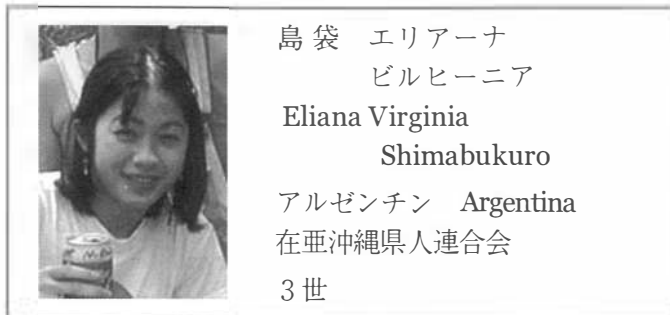 島袋 エリアーナ
ビルヒーニア
Eliana Virginia
Shimabukuro
アルゼンチン Argentina
在亜沖縄県人連合会
3世